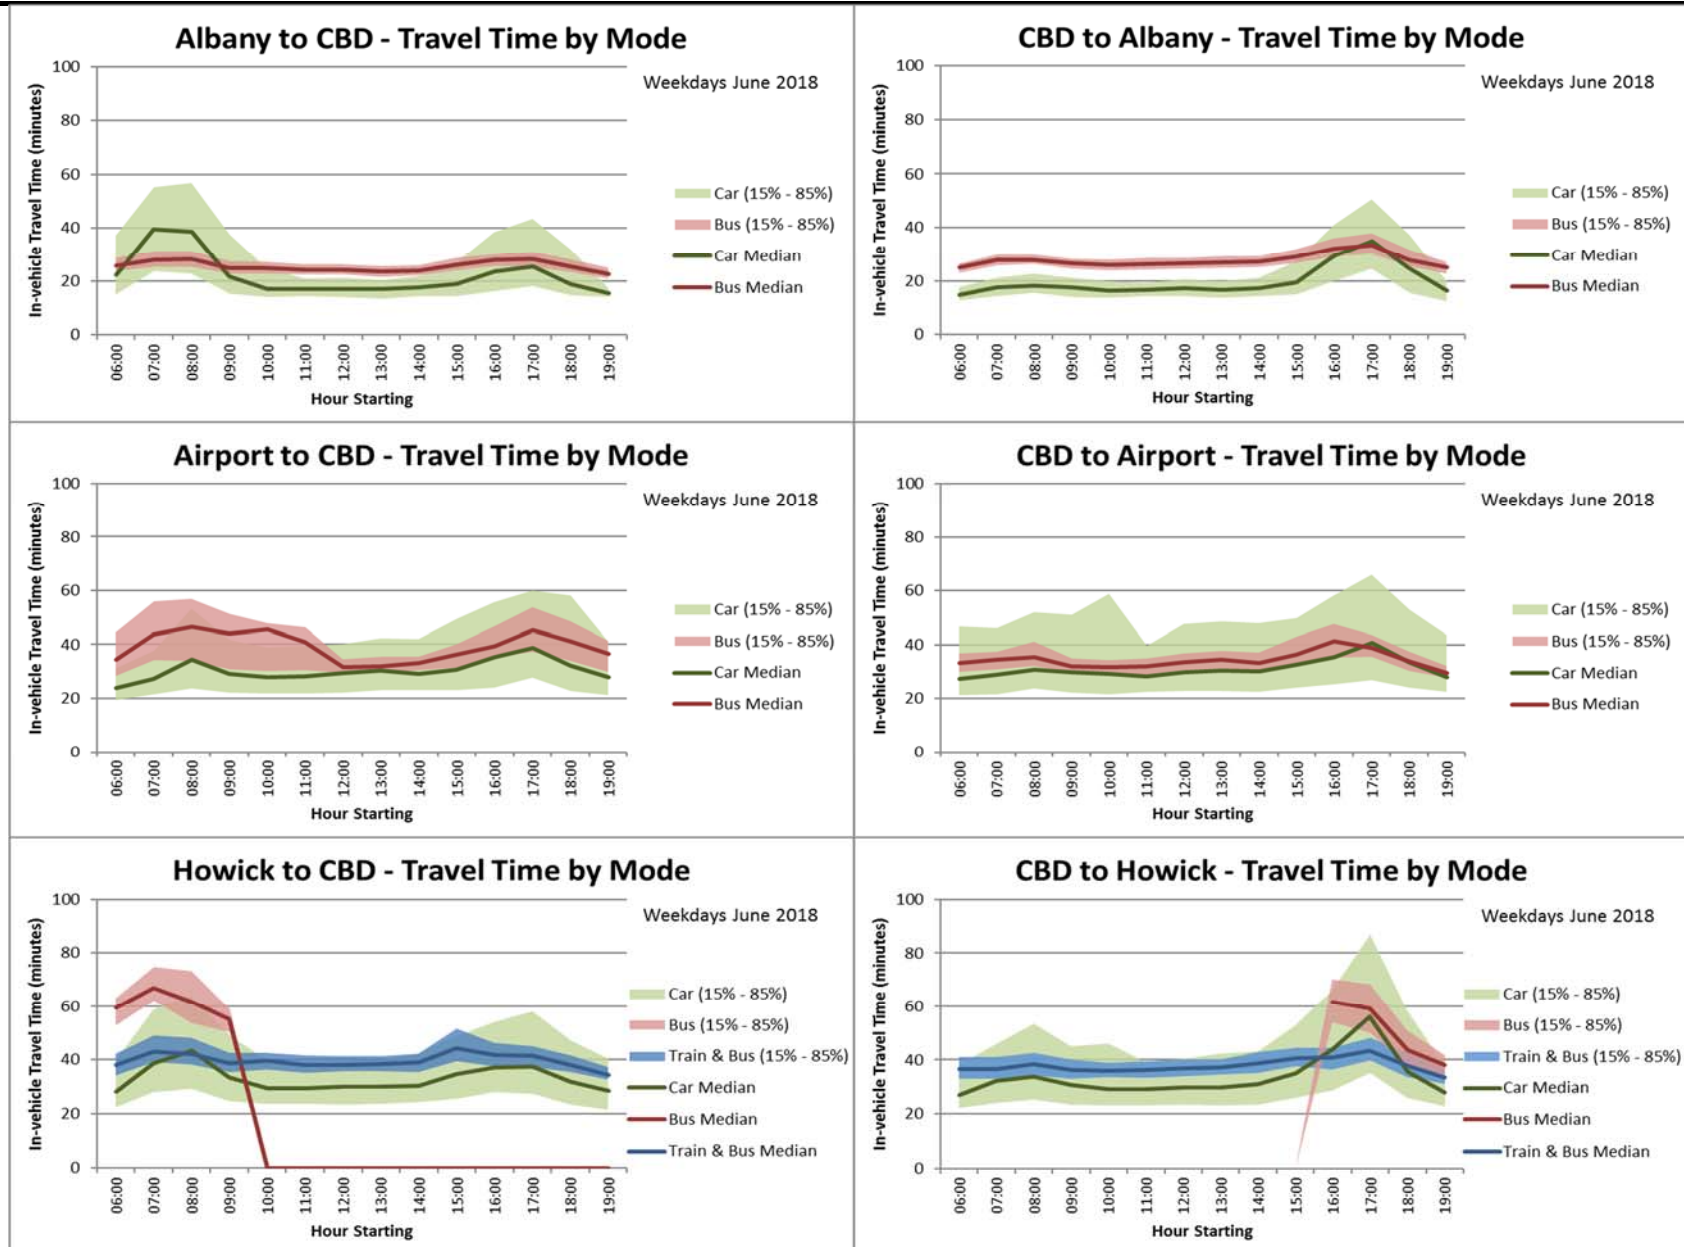 Albany to CBD - Travel Time by Mode
Weekdays June 2018
In-vehicle Travel Time (minutes)
100
80
60
40
20
0
06:00
07:00
08:00
09:00
10:00
11:00
12:00
13:00
14:00
15:00
16:00
17:00
18:00
19:00
Hour Starting
Car (15% - 85%)
Bus (15% - 85%)
Car Median
Bus Median
CBD to Albany - Travel Time by Mode
Weekdays June 2018
In-vehicle Travel Time (minutes)
100
80
60
40
20
0
06:00
07:00
08:00
09:00
10:00
11:00
12:00
13:00
14:00
15:00
16:00
17:00
18:00
19:00
Hour Starting
Car (15% - 85%)
Bus (15% - 85%)
Car Median
Bus Median
Airport to CBD - Travel Time by Mode
Weekdays June 2018
In-vehicle Travel Time (minutes)
100
80
60
40
20
0
06:00
07:00
08:00
09:00
10:00
11:00
12:00
13:00
14:00
15:00
16:00
17:00
18:00
19:00
Hour Starting
Car (15% - 85%)
Bus (15% - 85%)
Car Median
Bus Median
CBD to Airport - Travel Time by Mode
Weekdays June 2018
In-vehicle Travel Time (minutes)
100
80
60
40
20
0
06:00
07:00
08:00
09:00
10:00
11:00
12:00
13:00
14:00
15:00
16:00
17:00
18:00
19:00
Hour Starting
Car (15% - 85%)
Bus (15% - 85%)
Car Median
Bus Median
Howick to CBD - Travel Time by Mode
Weekdays June 2018
In-vehicle Travel Time (minutes)
100
80
60
40
20
0
06:00
07:00
08:00
09:00
10:00
11:00
12:00
13:00
14:00
15:00
16:00
17:00
18:00
19:00
Hour Starting
Car (15% - 85%)
Bus (15% - 85%)
Train & Bus (15% - 85%)
Car Median
Bus Median
Train & Bus Median
CBD to Howick - Travel Time by Mode
Weekdays June 2018
In-vehicle Travel Time (minutes)
100
80
60
40
20
0
06:00
07:00
08:00
09:00
10:00
11:00
12:00
13:00
14:00
15:00
16:00
17:00
18:00
19:00
Hour Starting
Car (15% - 85%)
Bus (15% - 85%)
Train & Bus (15% - 85%)
Car Median
Bus Median
Train & Bus Median